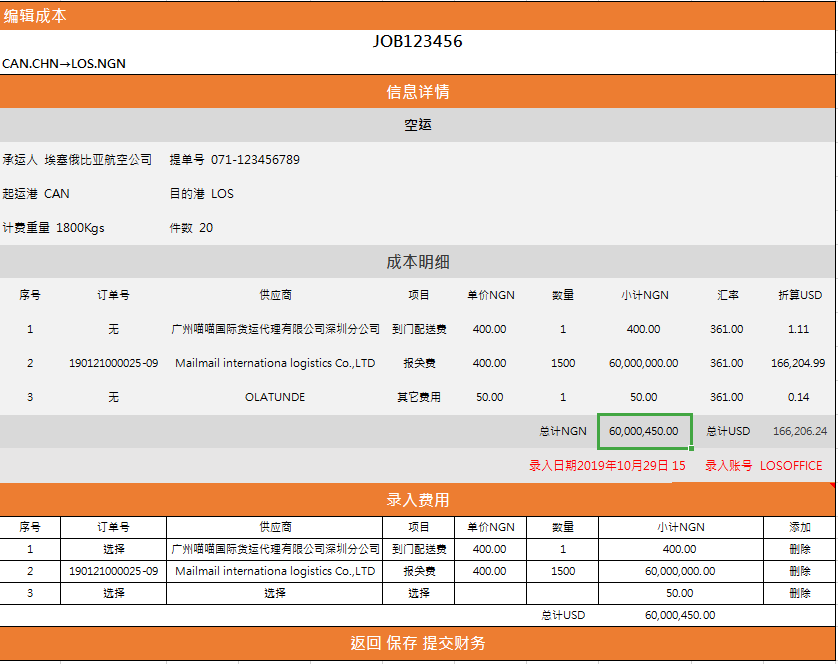 编辑成本
JOB123456
CAN.CHN→LOS.NGN
信息详情
空运
承运人 埃塞俄比亚航空公司 提单号 071-123456789
起运港 CAN 目的港 LOS
计费重量 1800Kgs 件数 20
成本明细
序号 订单号 供应商 项目 单价NGN 数量 小计NGN 汇率 折算USD
1 无 广州喵喵国际货运代理有限公司深圳分公司 到门配送费 400.00 1 400.00 361.00 1.11
2 190121000025-09 Mailmail internationa logistics Co.,LTD 报关费 400.00 1500 60,000,000.00 361.00 166,204.99
3 无 OLATUNDE 其它费用 50.00 1 50.00 361.00 0.14
总计NGN 60,000,450.00 总计USD 166,206.24
录入日期2019年10月29日 15 录入账号 LOSOFFICE
录入费用
序号 订单号 供应商 项目 单价NGN 数量 小计NGN 添加
1 选择 广州喵喵国际货运代理有限公司深圳分公司 到门配送费 400.00 1 400.00 删除
2 190121000025-09 Mailmail internationa logistics Co.,LTD 报关费 400.00 1500 60,000,000.00 删除
3 选择 选择 选择 50.00 删除
总计USD 60,000,450.00
返回 保存 提交财务